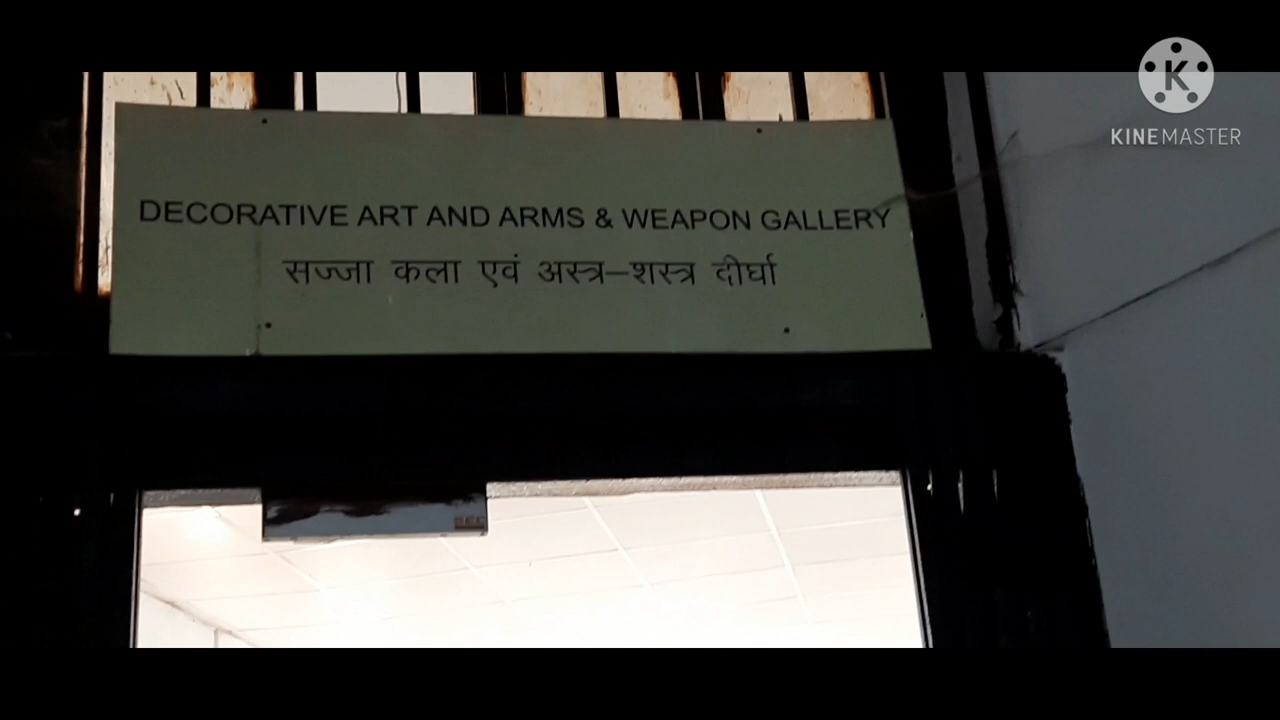 K
KINEMASTER
DECORATIVE ART AND ARMS & WEAPON GALLERY
सज्जा कला एवं अस्त्र–शस्त्र दीर्घा